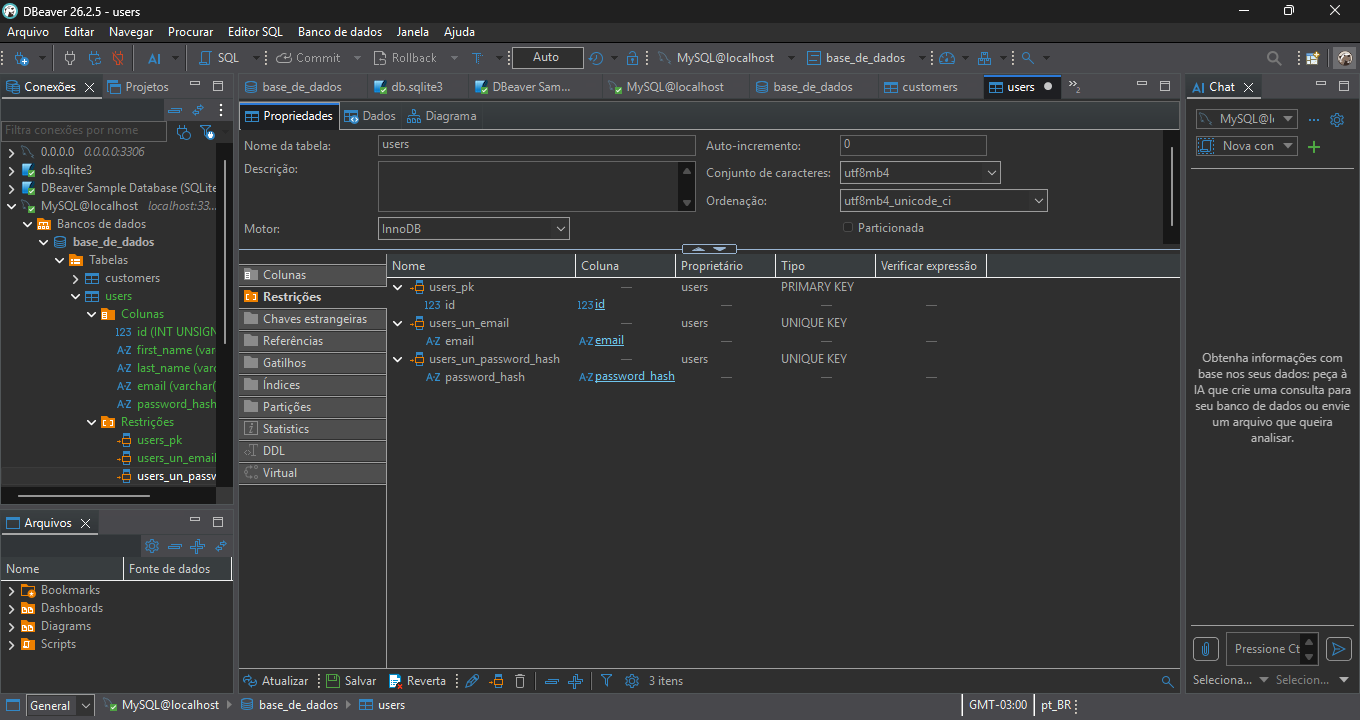 DBeaver 26.2.5 - users
Arquivo Editar Navegar Procurar Editor SQL Banco de dados Janela Ajuda
AI SQL Commit Rollback T Auto MySQL@localhost base_de_dados
Conexões Projetos
base_de_dados db.sqlite3 DBeaver Sam... MySQL@localhost base_de_dados customers users »2
AI Chat
Filtra conexões por nome
0.0.0.0 0.0.0.0:3306
db.sqlite3
DBeaver Sample Database (SQLite
MySQL@localhost localhost:33...
Bancos de dados
base_de_dados
Tabelas
customers
users
Colunas
123 id (INT UNSIGN
A-Z first_name (var
A-Z last_name (varc
A-Z email (varchar(
A-Z password_hash
Restrições
users_pk
users_un_email
users_un_passw
Arquivos
Nome Fonte de dados
Bookmarks
Dashboards
Diagrams
Scripts
Propriedades Dados Diagrama
Nome da tabela: users
Descrição:
Motor: InnoDB
Auto-incremento: 0
Conjunto de caracteres: utf8mb4
Ordenação: utf8mb4_unicode_ci
Particionada
Colunas
Restrições
Chaves estrangeiras
Referências
Gatilhos
Índices
Partições
Statistics
DDL
Virtual
Nome Coluna Proprietário Tipo Verificar expressão
users_pk — users PRIMARY KEY
123 id 123 id — — —
users_un_email — users UNIQUE KEY
A-Z email A-Z email — — —
users_un_password_hash — users UNIQUE KEY
A-Z password_hash A-Z password_hash — — —
Atualizar Salvar Reverta 3 itens
MySQL@l
Nova con
Obtenha informações com
base nos seus dados: peça à
IA que crie uma consulta para
seu banco de dados ou envie
um arquivo que queira
analisar.
Pressione Ct
Seleciona... Selecion...
General MySQL@localhost base_de_dados users
GMT-03:00 pt_BR